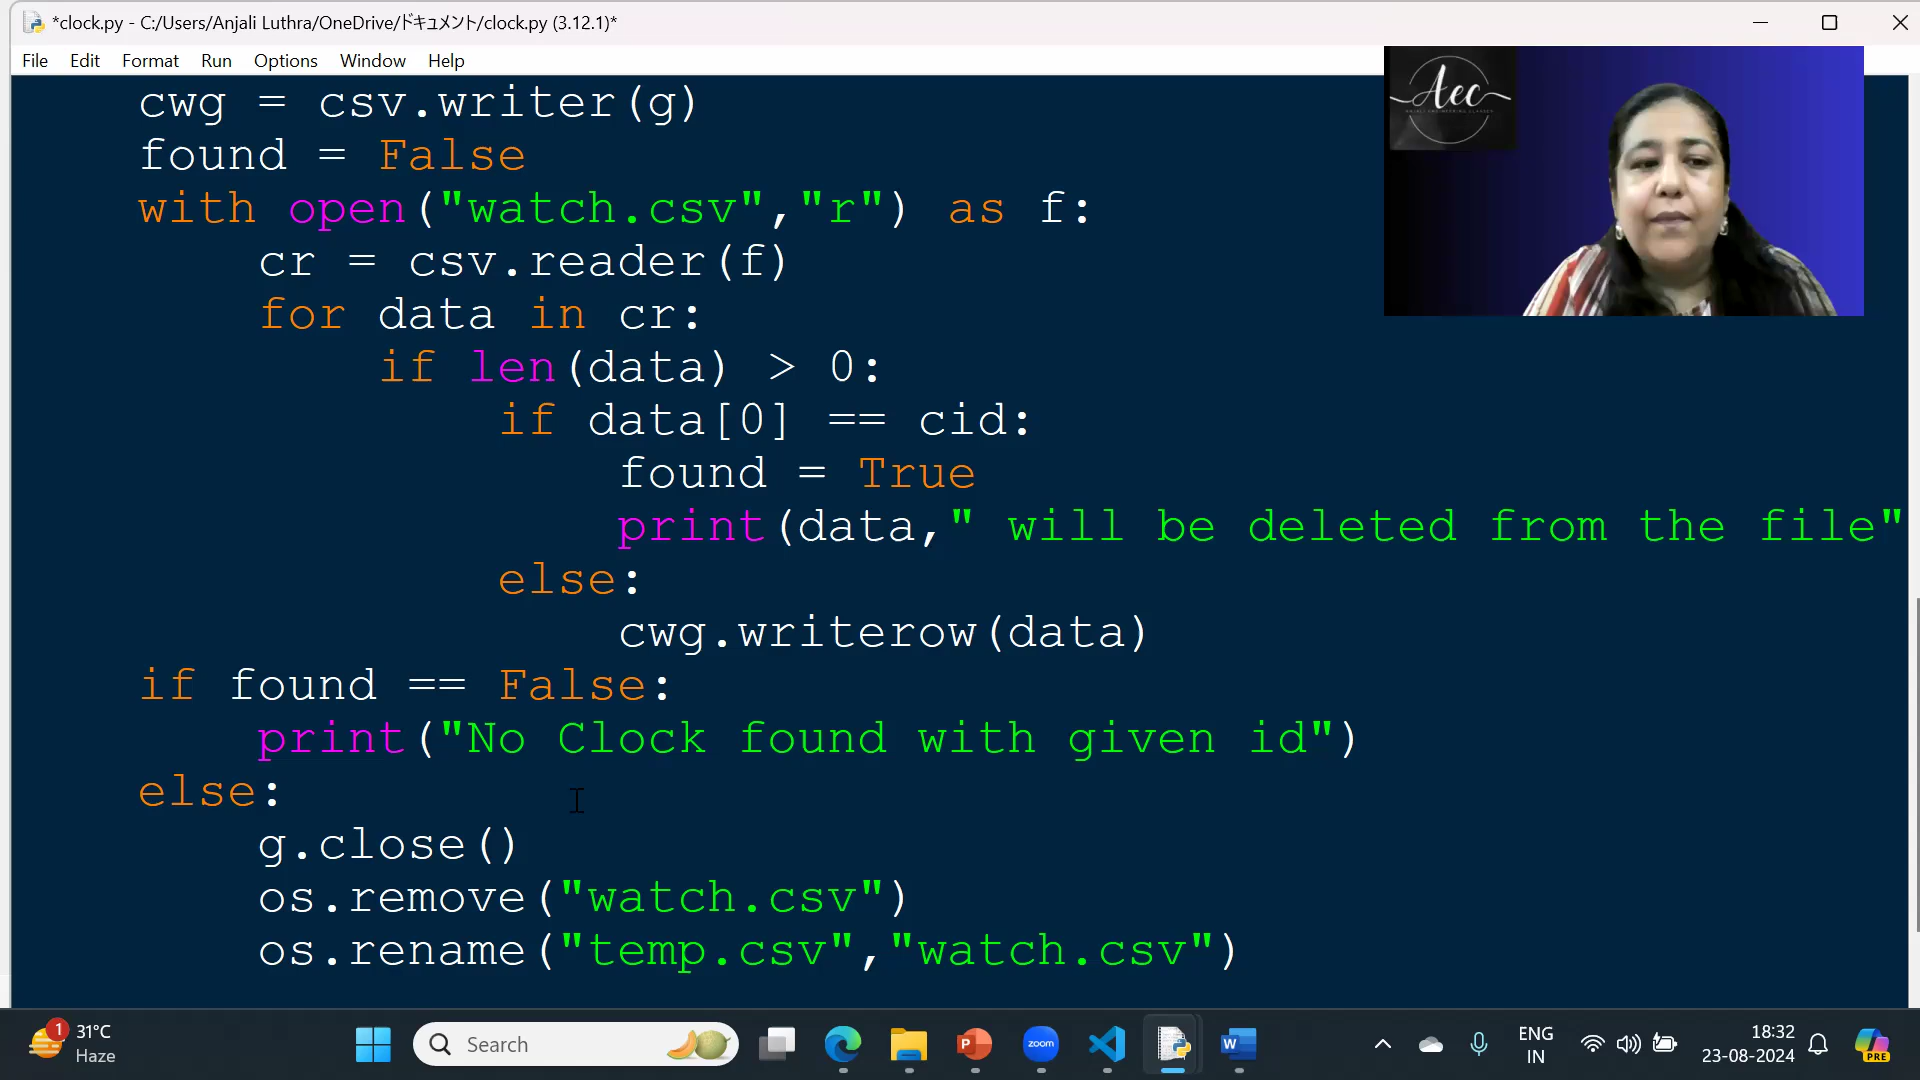 *clock.py - C:/Users/Anjali Luthra/OneDrive/ドキュメント/clock.py (3.12.1)*
File Edit Format Run Options Window Help
Aec
cwg = csv.writer(g)
found = False
with open("watch.csv","r") as f:
cr = csv.reader(f)
for data in cr:
if len(data) > 0:
if data[0] == cid:
found = True
print(data," will be deleted from the file"
else:
cwg.writerow(data)
if found == False:
print("No Clock found with given id")
else:
g.close()
os.remove("watch.csv")
os.rename("temp.csv","watch.csv")
1
31°C
Haze
Search
P
zoom
W
ENG
IN
18:32
23-08-2024
PRE